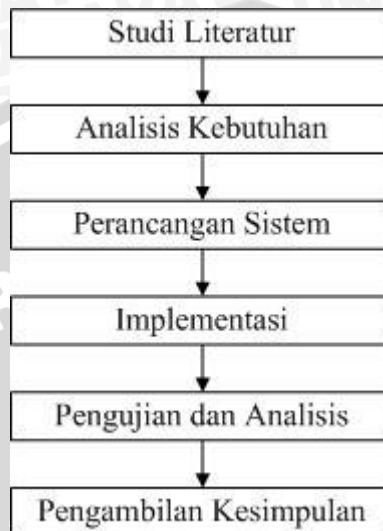 Studi Literatur
Analisis Kebutuhan
Perancangan Sistem
Implementasi
Pengujian dan Analisis
Pengambilan Kesimpulan